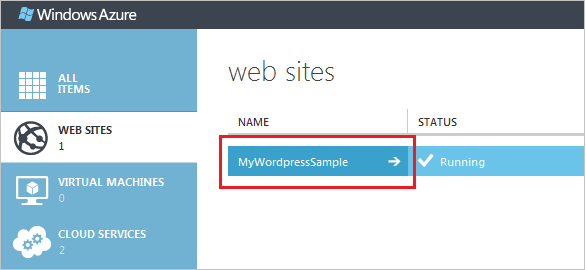 Windows Azure
ALL
ITEMS
WEB SITES
1
VIRTUAL MACHINES
0
CLOUD SERVICES
2
web sites
NAME STATUS
MyWordpressSample Running